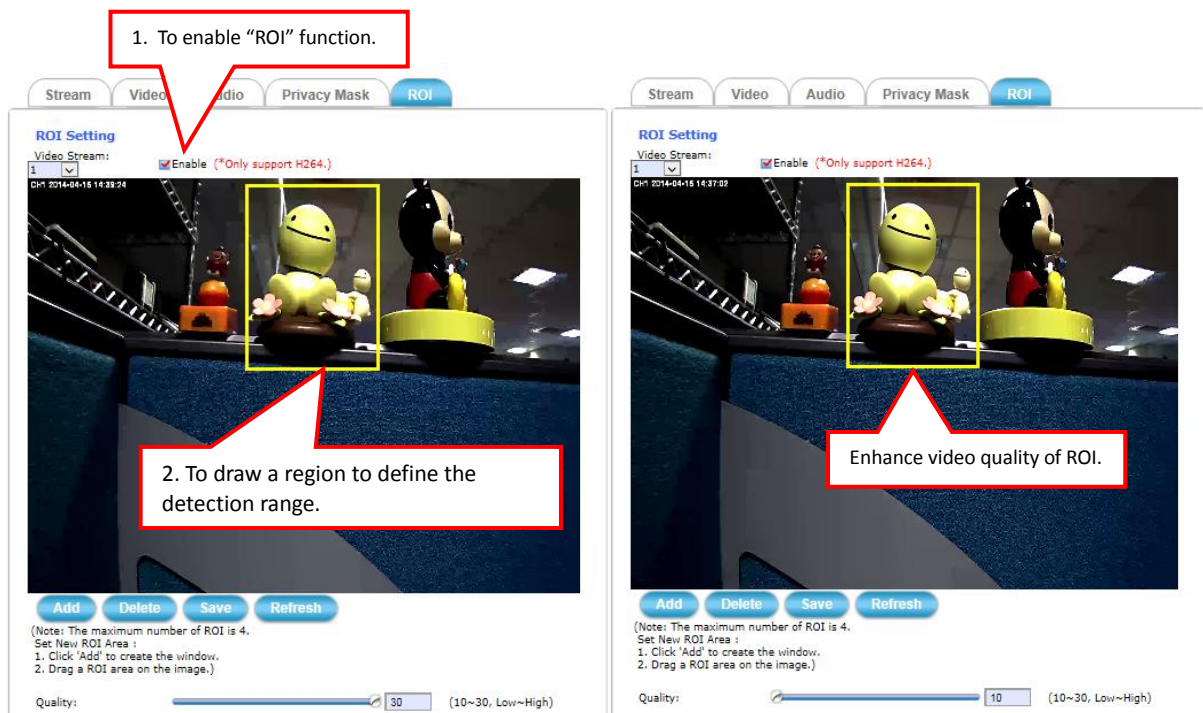 1. To enable “ROI” function.
Stream Video Audio Privacy Mask ROI
ROI Setting
Video Stream:
1 Enable (*Only support H264.)
CH1 2014-04-15 14:39:24
2. To draw a region to define the
detection range.
Add Delete Save Refresh
(Note: The maximum number of ROI is 4.
Set New ROI Area :
1. Click 'Add' to create the window.
2. Drag a ROI area on the image.)
Quality: 30 (10~30, Low~High)
Stream Video Audio Privacy Mask ROI
ROI Setting
Video Stream:
1 Enable (*Only support H264.)
CH1 2014-04-15 14:37:02
Enhance video quality of ROI.
Add Delete Save Refresh
(Note: The maximum number of ROI is 4.
Set New ROI Area :
1. Click 'Add' to create the window.
2. Drag a ROI area on the image.)
Quality: 10 (10~30, Low~High)